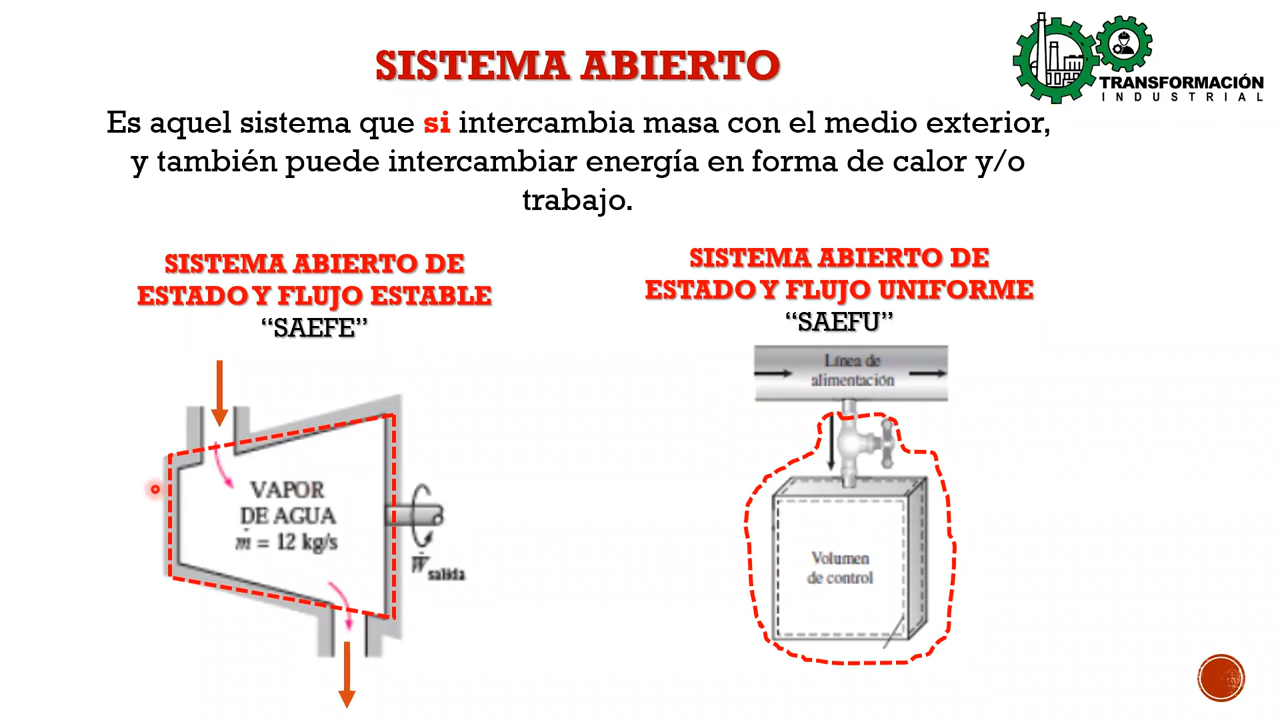 SISTEMA ABIERTO
TRANSFORMACIÓN
INDUSTRIAL
Es aquel sistema que si intercambia masa con el medio exterior,
y también puede intercambiar energía en forma de calor y/o
trabajo.
SISTEMA ABIERTO DE
ESTADO Y FLUJO ESTABLE
“SAEFE”
VAPOR
DE AGUA
ṁ = 12 kg/s
Ẇsalida
SISTEMA ABIERTO DE
ESTADO Y FLUJO UNIFORME
“SAEFU”
Línea de
alimentación
Volumen
de control